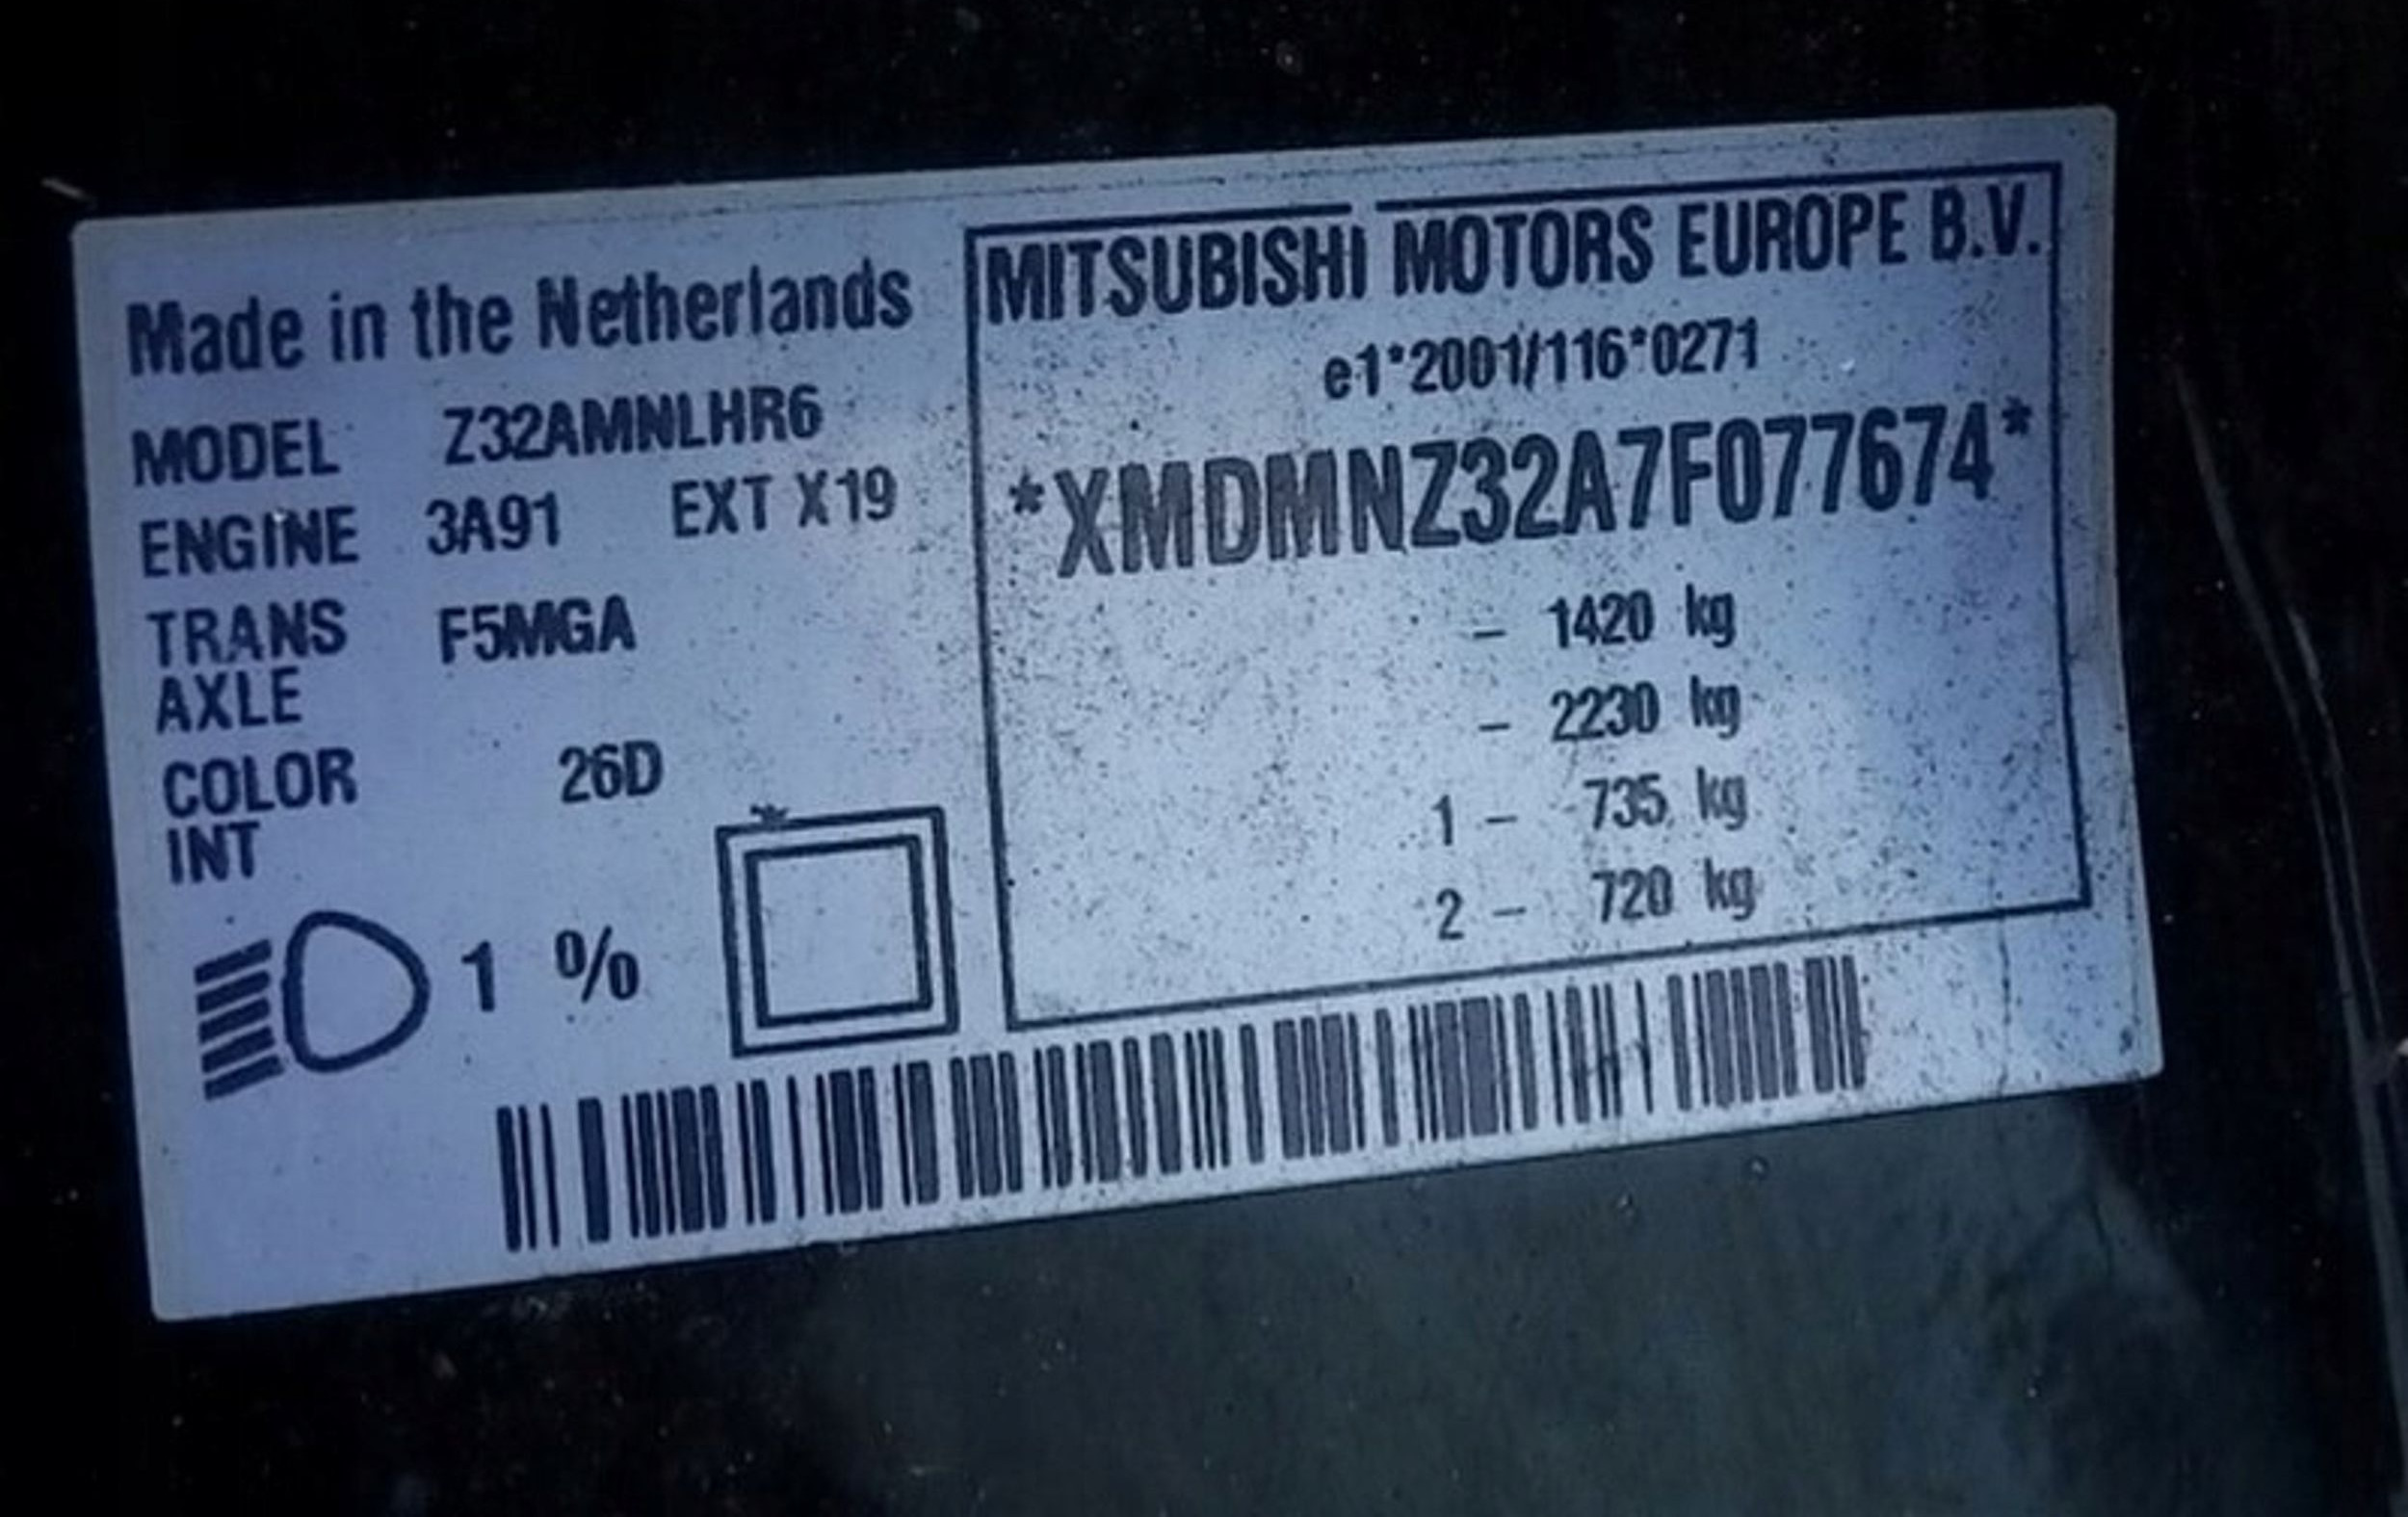 Made in the Netherlands
MODEL Z32AMNLHR6
ENGINE 3A91 EXT X19
TRANS F5MGA
AXLE
COLOR 26D
INT
1 %
MITSUBISHI MOTORS EUROPE B.V.
e1*2001/116*0271
*XMDMNZ32A7F077674*
- 1420 kg
- 2230 kg
1 - 735 kg
2 - 720 kg